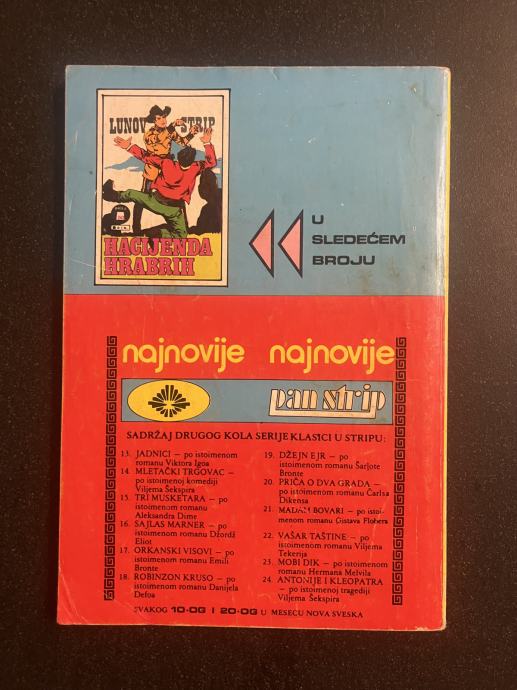 LUNOV STRIP
HACIJENDA
HRABRIH
U
SLEDEĆEM
BROJU
najnovije najnovije
pan strip
SADRŽAJ DRUGOG KOLA SERIJE KLASICI U STRIPU:
13. JADNICI – po istoimenom
romanu Viktora Igoa
14. MLETAČKI TRGOVAC –
po istoimenoj komediji
Viljema Šekspira
15. TRI MUSKETARA – po
istoimenom romanu
Aleksandra Dime
16. SAJLAS MARNER – po
istoimenom romanu Džordž
Eliot
17. ORKANSKI VISOVI – po
istoimenom romanu Emili
Bronte
18. ROBINZON KRUSO – po
istoimenom romanu Danijela
Defoa
19. DŽEJN EJR – po
istoimenom romanu Šarlote
Bronte
20. PRIČA O DVA GRADA –
po istoimenom romanu Čarlsa
Dikensa
21. MADAM BOVARI – po istoi-
menom romanu Gistava Flobera
22. VAŠAR TAŠTINE – po
istoimenom romanu Viljema
Tekerija
23. MOBI DIK – po istoimenom
romanu Hermana Melvila
24. ANTONIJE I KLEOPATRA
– po istoimenoj tragediji
Viljema Šekspira
SVAKOG 10-OG I 20-OG U MESECU NOVA SVESKA